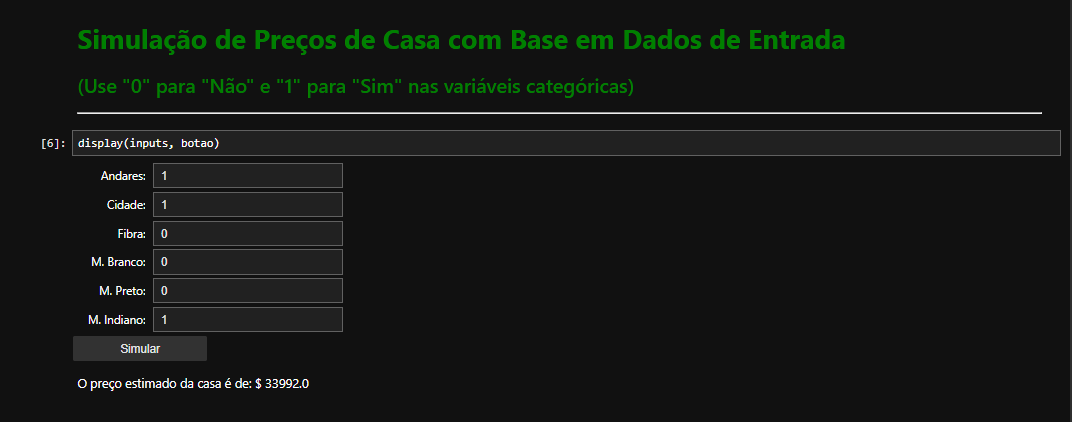 Simulação de Preços de Casa com Base em Dados de Entrada
(Use "0" para "Não" e "1" para "Sim" nas variáveis categóricas)
[6]: display(inputs, botao)
Andares: 1
Cidade: 1
Fibra: 0
M. Branco: 0
M. Preto: 0
M. Indiano: 1
Simular
O preço estimado da casa é de: $ 33992.0